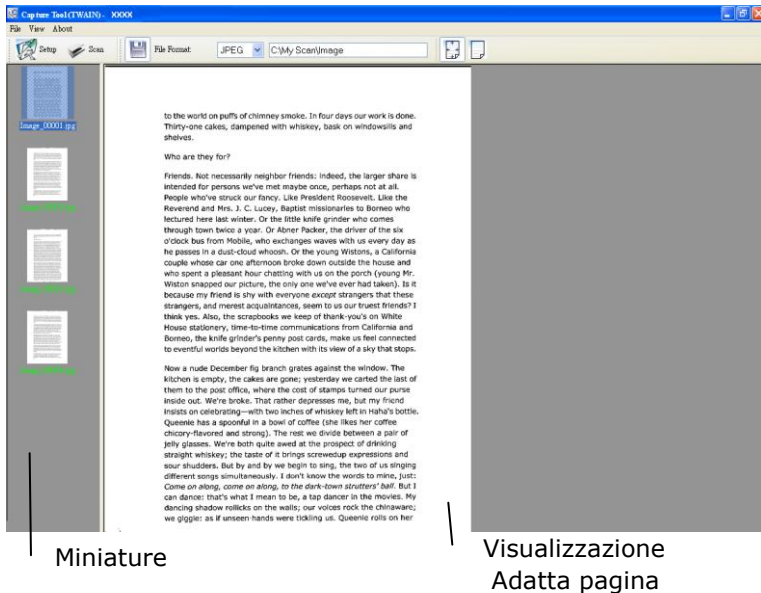 Capture Tool(TWAIN) - XXXX
File View About
Setup Scan File Format: JPEG C:\My Scan\Image
Image_00001.jpg
to the world on puffs of chimney smoke. In four days our work is done.
Thirty-one cakes, dampened with whiskey, bask on windowsills and
shelves.
Who are they for?
Friends. Not necessarily neighbor friends: indeed, the larger share is
intended for persons we've met maybe once, perhaps not at all.
People who've struck our fancy. Like President Roosevelt. Like the
Reverend and Mrs. J. C. Lucey, Baptist missionaries to Borneo who
lectured here last winter. Or the little knife grinder who comes
through town twice a year. Or Abner Packer, the driver of the six
o'clock bus from Mobile, who exchanges waves with us every day as
he passes in a dust-cloud whoosh. Or the young Wistons, a California
couple whose car one afternoon broke down outside the house and
who spent a pleasant hour chatting with us on the porch (young Mr.
Wiston snapped our picture, the only one we've ever had taken). Is it
because my friend is shy with everyone except strangers that these
strangers, and merest acquaintances, seem to us our truest friends? I
think yes. Also, the scrapbooks we keep of thank-you's on White
House stationery, time-to-time communications from California and
Borneo, the knife grinder's penny post cards, make us feel connected
to eventful worlds beyond the kitchen with its view of a sky that stops.
Now a nude December fig branch grates against the window. The
kitchen is empty, the cakes are gone; yesterday we carted the last of
them to the post office, where the cost of stamps turned our purse
inside out. We're broke. That rather depresses me, but my friend
insists on celebrating—with two inches of whiskey left in Haha's bottle.
Queenie has a spoonful in a bowl of coffee (she likes her coffee
chicory-flavored and strong). The rest we divide between a pair of
jelly glasses. We're both quite awed at the prospect of drinking
straight whiskey; the taste of it brings screwedup expressions and
sour shudders. But by and by we begin to sing, the two of us singing
different songs simultaneously. I don't know the words to mine, just:
Come on along, come on along, to the dark-town strutters' ball. But I
can dance: that's what I mean to be, a tap dancer in the movies. My
dancing shadow rollicks on the walls; our voices rock the chinaware;
we giggle: as if unseen hands were tickling us. Queenie rolls on her
Miniature
Visualizzazione
Adatta pagina